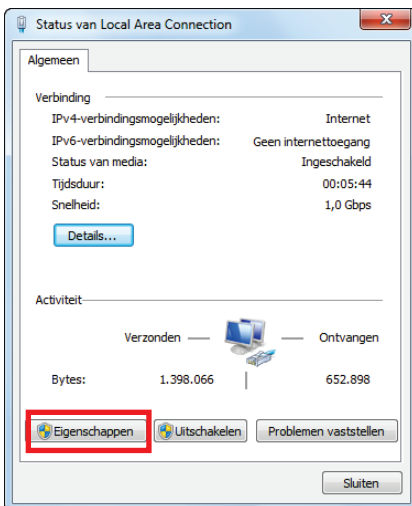 Status van Local Area Connection
Algemeen
Verbinding
IPv4-verbindingsmogelijkheden: Internet
IPv6-verbindingsmogelijkheden: Geen internettoegang
Status van media: Ingeschakeld
Tijdsduur: 00:05:44
Snelheid: 1,0 Gbps
Details...
Activiteit
Verzonden Ontvangen
Bytes: 1.398.066 652.898
Eigenschappen Uitschakelen Problemen vaststellen
Sluiten